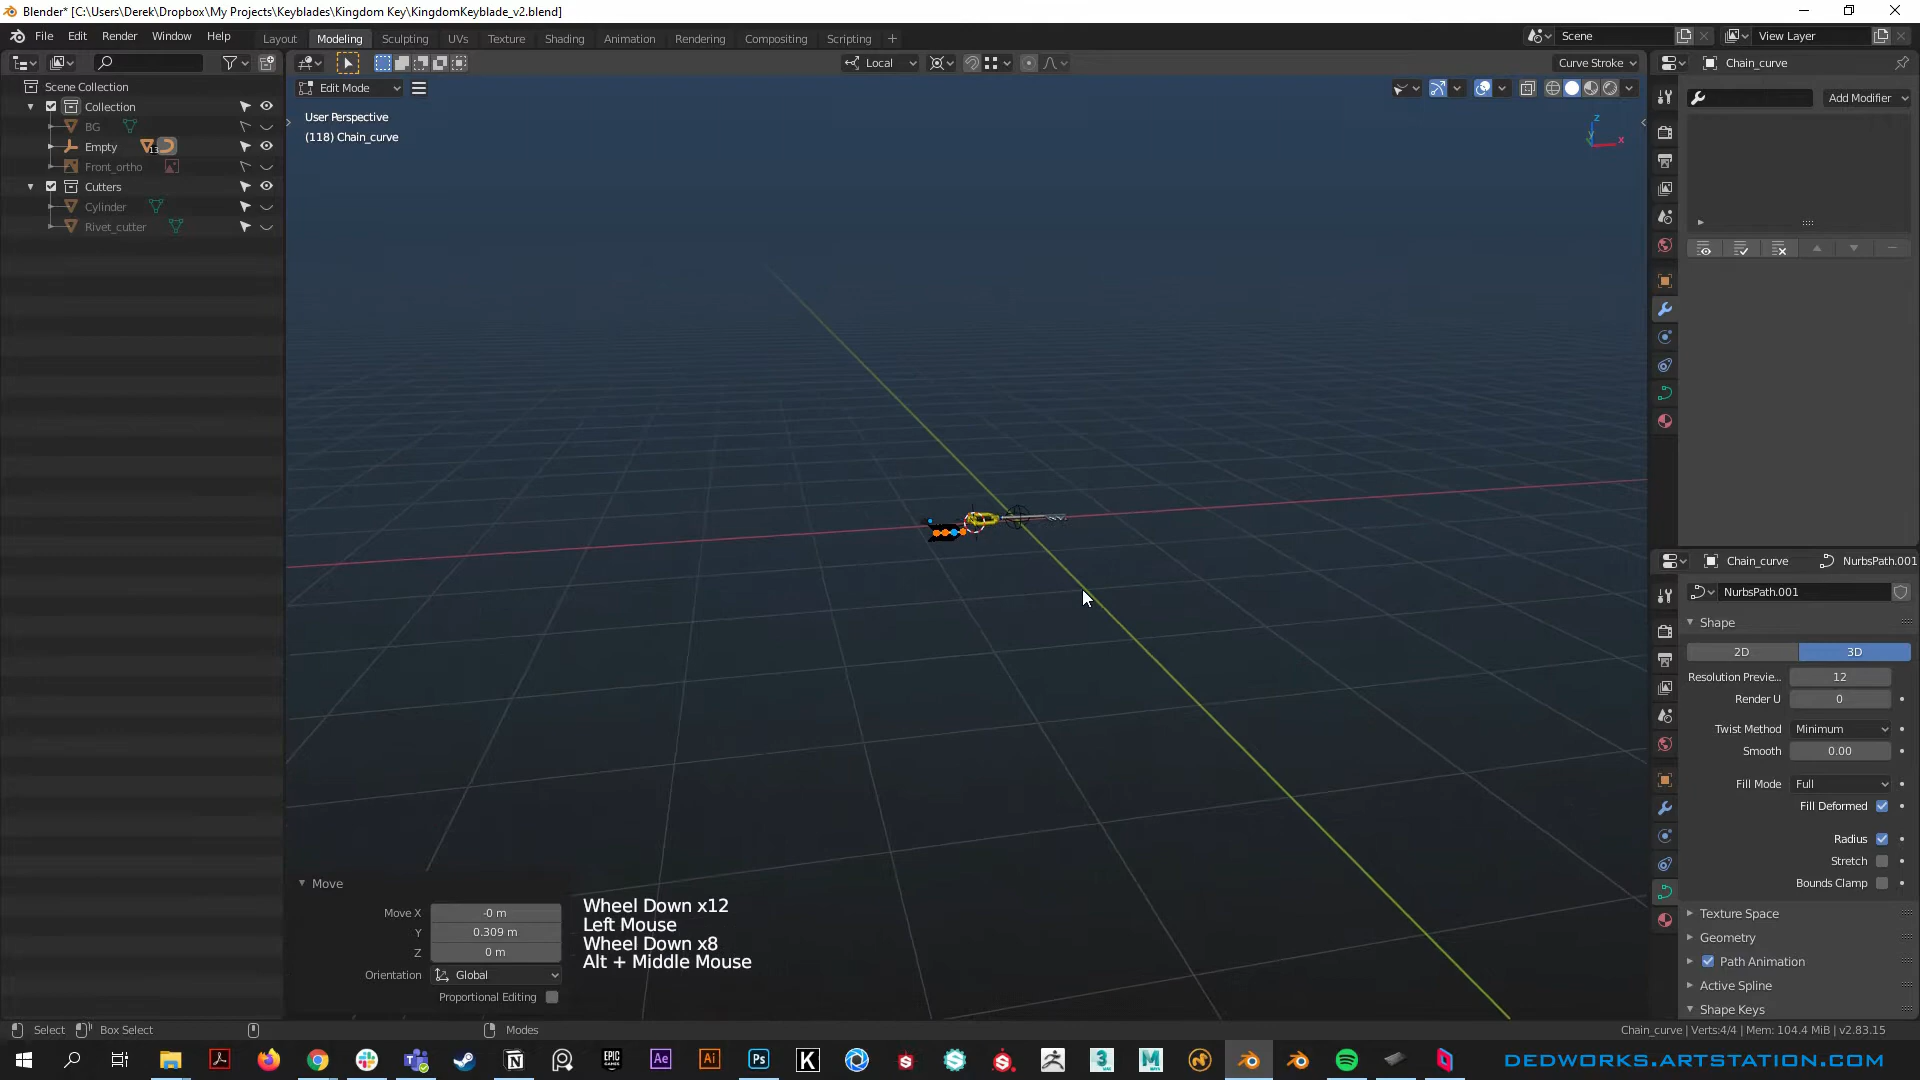 Blender* [C:\Users\Derek\Dropbox\My Projects\Keyblades\Kingdom Key\KingdomKeyblade_v2.blend]
File Edit Render Window Help
Layout Modeling Sculpting UVs Texture Shading Animation Rendering Compositing Scripting +
Scene
View Layer
Local
Curve Stroke
Chain_curve
Edit Mode
Add Modifier
Scene Collection
Collection
BG
Empty 13
Front_ortho
Cutters
Cylinder
Rivet_cutter
User Perspective
(118) Chain_curve
Z
Y
X
Chain_curve NurbsPath.001
NurbsPath.001
Shape
2D 3D
Resolution Previe... 12
Render U 0
Twist Method Minimum
Smooth 0.00
Fill Mode Full
Fill Deformed
Radius
Stretch
Bounds Clamp
Texture Space
Geometry
Path Animation
Active Spline
Shape Keys
Move
Move X -0 m
Y 0.309 m
Z 0 m
Orientation Global
Proportional Editing
Wheel Down x12
Left Mouse
Wheel Down x8
Alt + Middle Mouse
Select Box Select Modes
Chain_curve | Verts:4/4 | Mem: 104.4 MiB | v2.83.15
EPIC GAMES Ae Ai Ps K
DEDWORKS.ARTSTATION.COM